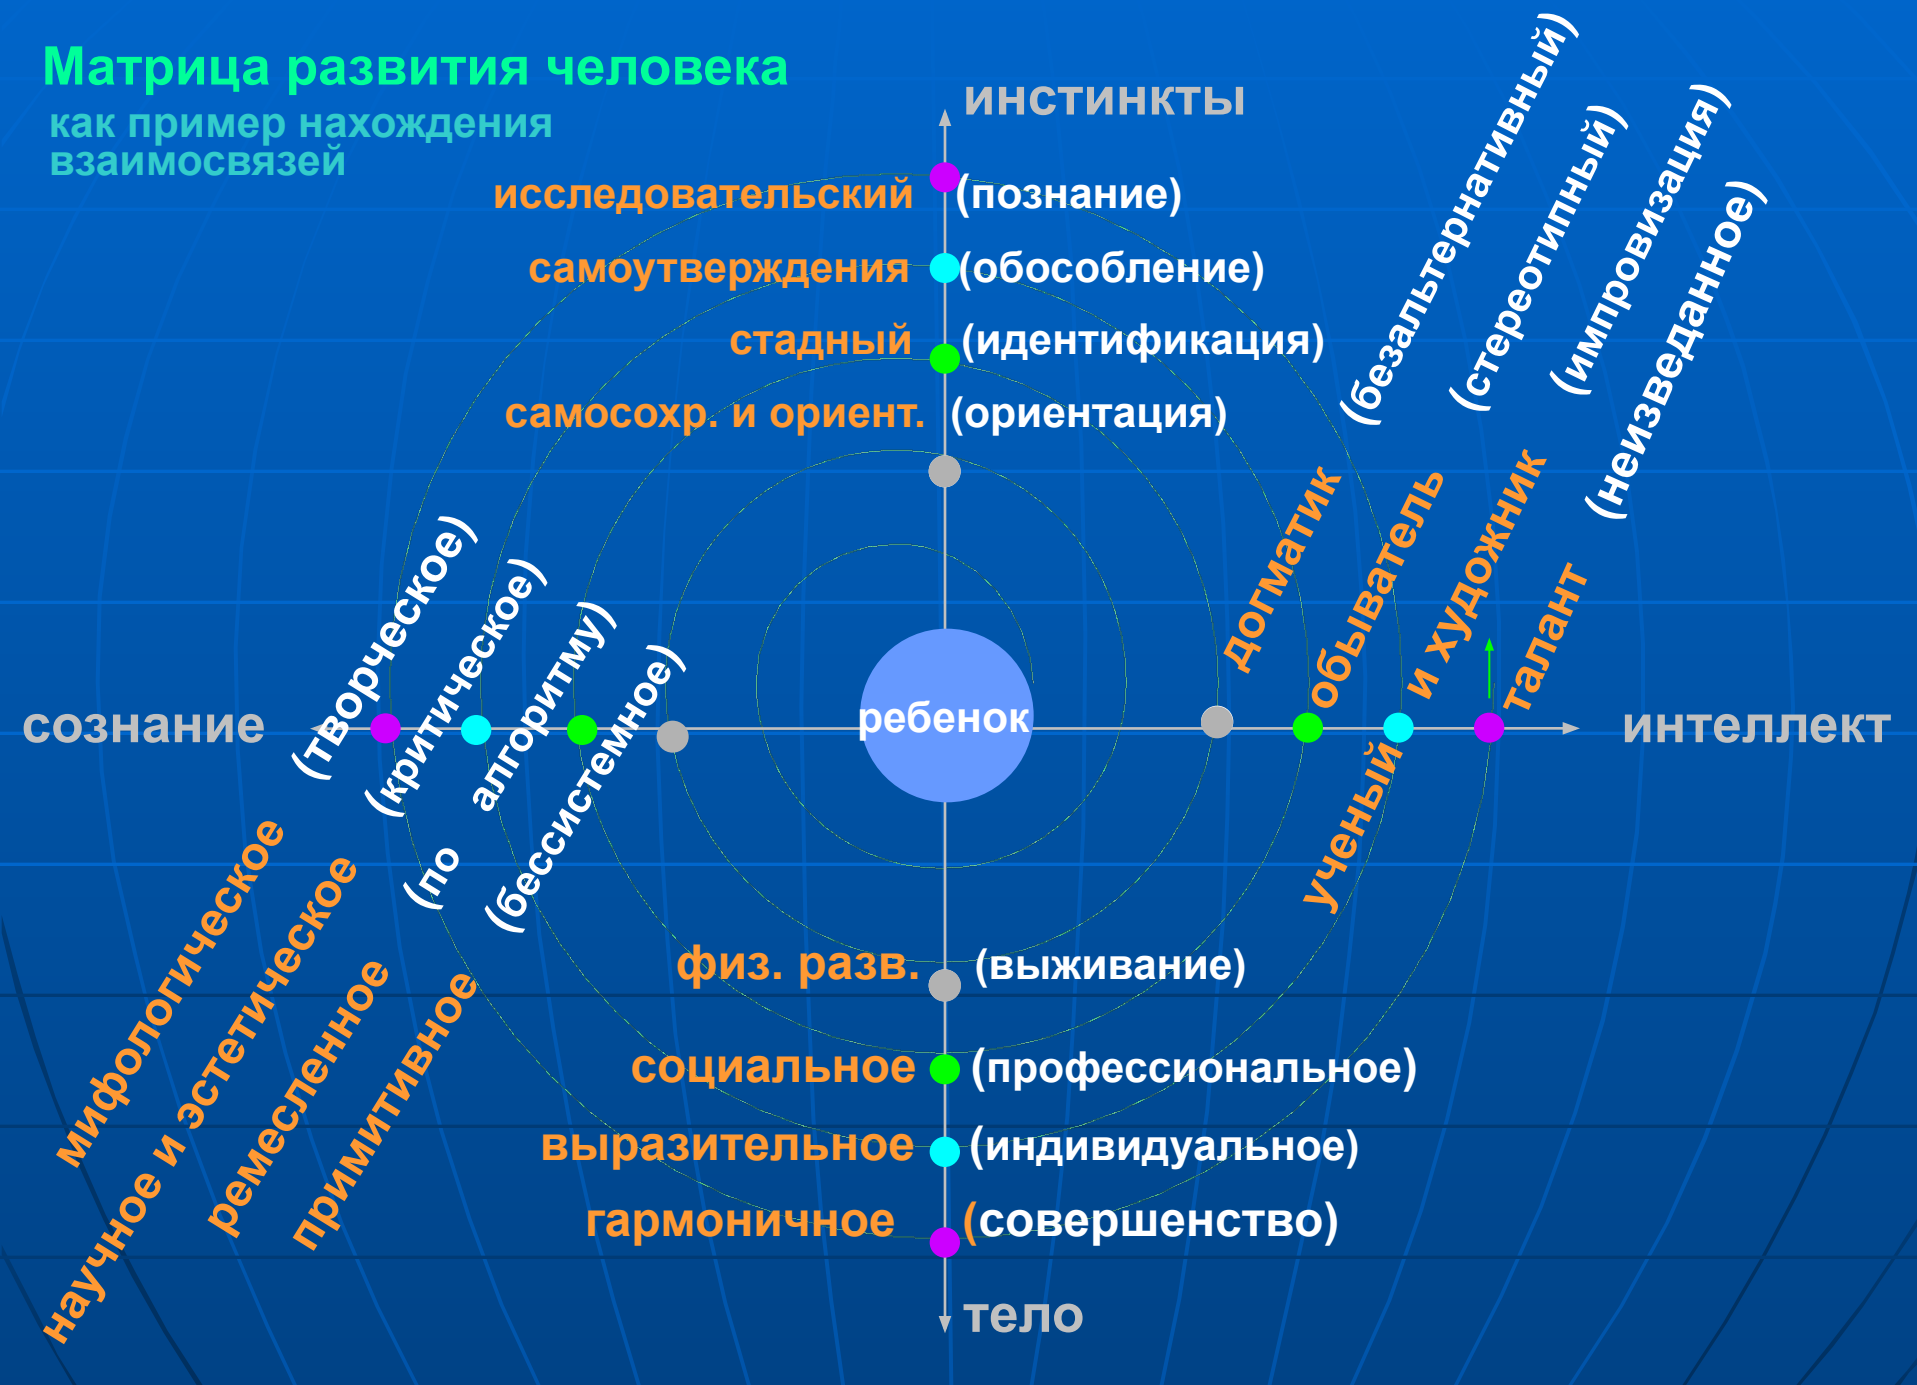 Матрица развития человека
как пример нахождения
взаимосвязей
инстинкты
исследовательский (познание)
самоутверждения (обособление)
стадный (идентификация)
самосохр. и ориент. (ориентация)
догматик (безальтернативный)
обыватель (стереотипный)
ученый и художник (импровизация)
талант (неизведанное)
сознание
ребенок
интеллект
мифологическое (творческое)
научное и эстетическое (критическое)
ремесленное (по алгоритму)
примитивное (бессистемное)
физ. разв. (выживание)
социальное (профессиональное)
выразительное (индивидуальное)
гармоничное (совершенство)
тело